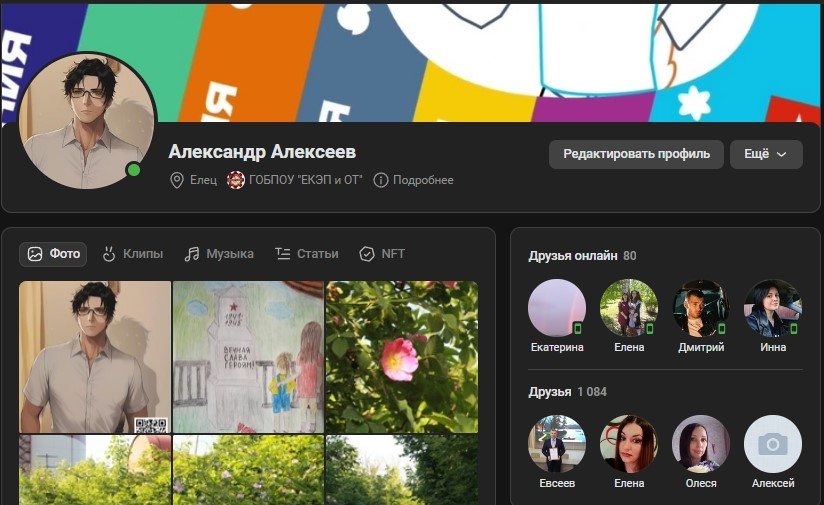 ИЯ
Я
Я
Александр Алексеев
Редактировать профиль
Ещё
Елец
ГОБПОУ "ЕКЭП и ОТ"
Подробнее
Фото
Клипы
Музыка
Статьи
NFT
1941-
1945
ВЕЧНАЯ
СЛАВА
ГЕРОЯМ!
Друзья онлайн 80
Екатерина
Елена
Дмитрий
Инна
Друзья 1 084
Евсеев
Елена
Олеся
Алексей